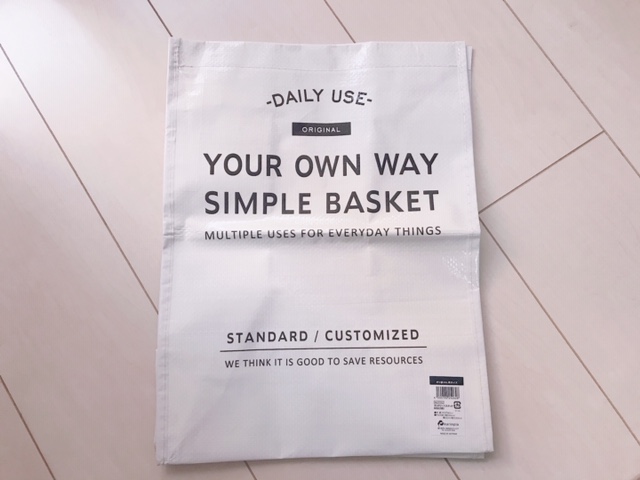 -DAILY USE-
ORIGINAL
YOUR OWN WAY
SIMPLE BASKET
MULTIPLE USES FOR EVERYDAY THINGS
STANDARD / CUSTOMIZED
WE THINK IT IS GOOD TO SAVE RESOURCES